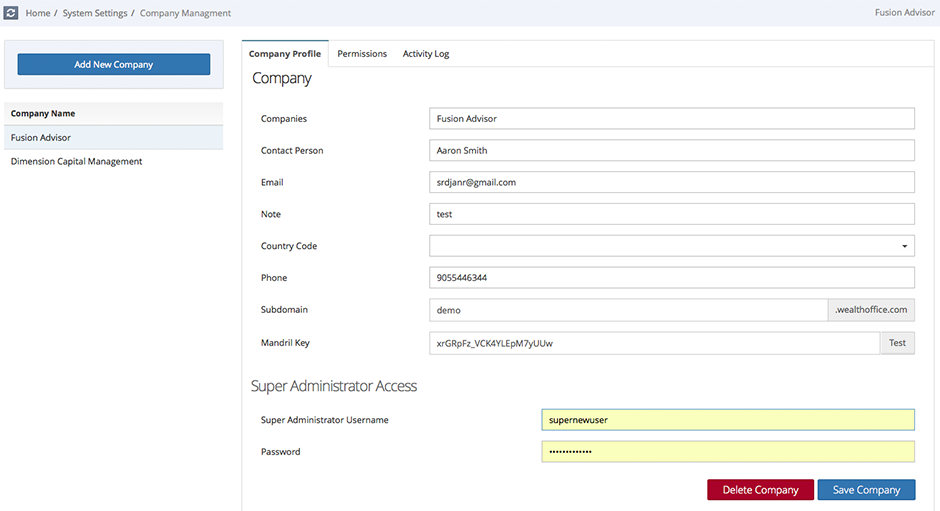 Home / System Settings / Company Managment
Fusion Advisor
Add New Company
Company Name
Fusion Advisor
Dimension Capital Management
Company Profile Permissions Activity Log
Company
Companies Fusion Advisor
Contact Person Aaron Smith
Email srdjanr@gmail.com
Note test
Country Code
Phone 9055446344
Subdomain demo .wealthoffice.com
Mandril Key xrGRpFz_VCK4YLEpM7yUUw Test
Super Administrator Access
Super Administrator Username supernewuser
Password •••••••••••••
Delete Company Save Company